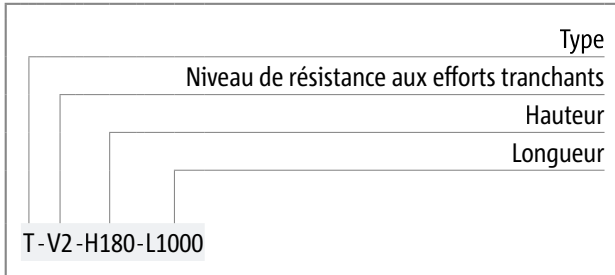 Type
Niveau de résistance aux efforts tranchants
Hauteur
Longueur
T-V2-H180-L1000